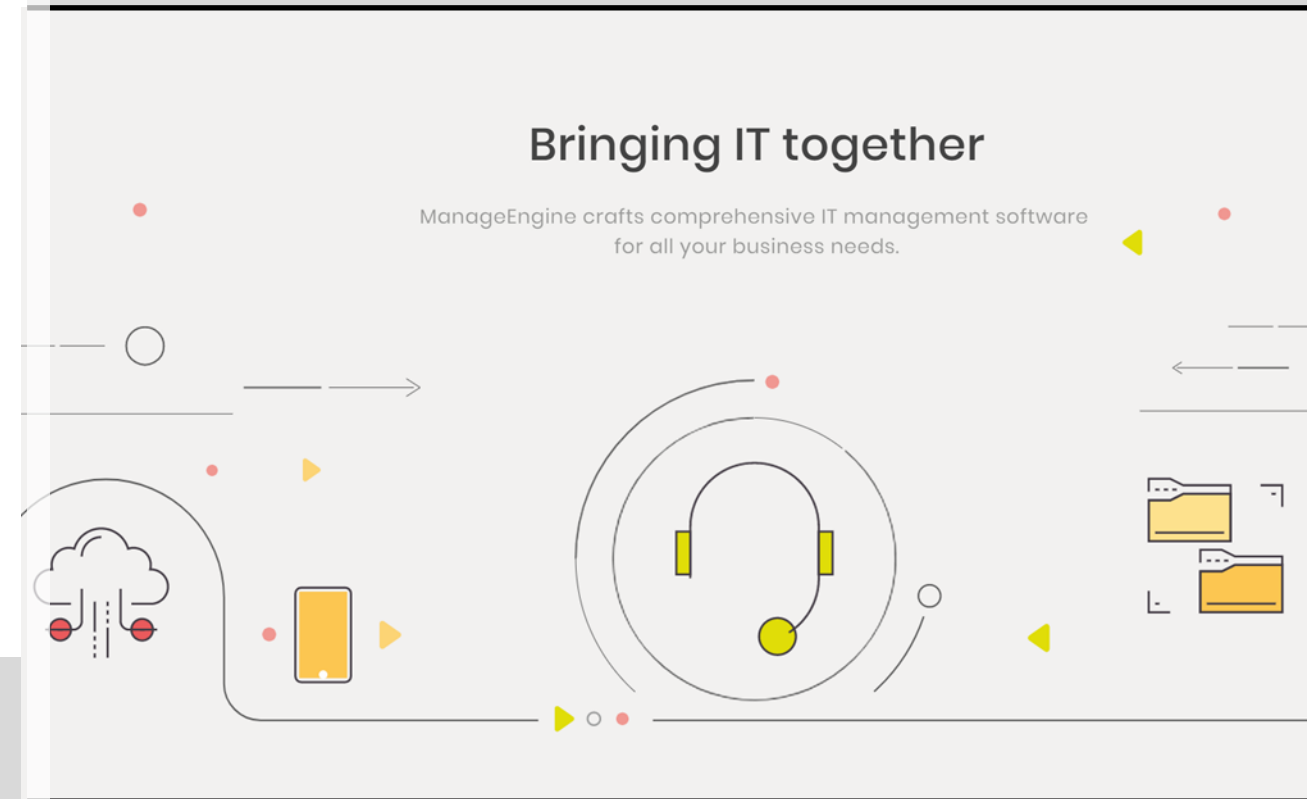 Bringing IT together
ManageEngine crafts comprehensive IT management software
for all your business needs.